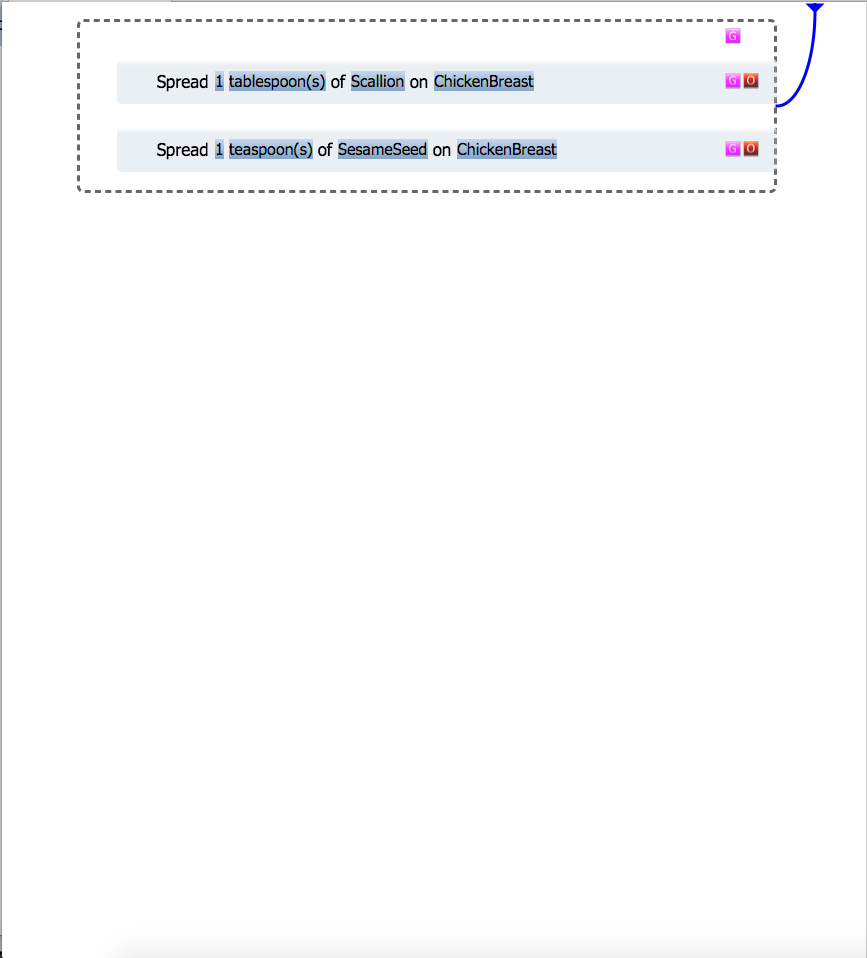 G
Spread 1 tablespoon(s) of Scallion on ChickenBreast G O
Spread 1 teaspoon(s) of SesameSeed on ChickenBreast G O